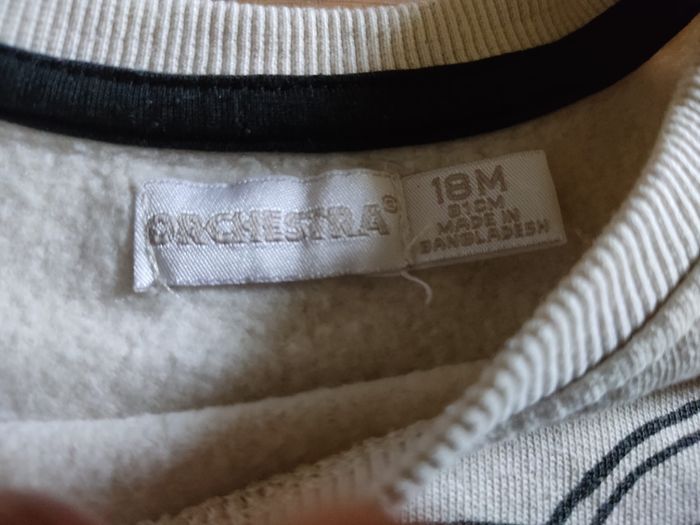 ORCHESTRA®
18M
81CM
MADE IN
BANGLADESH